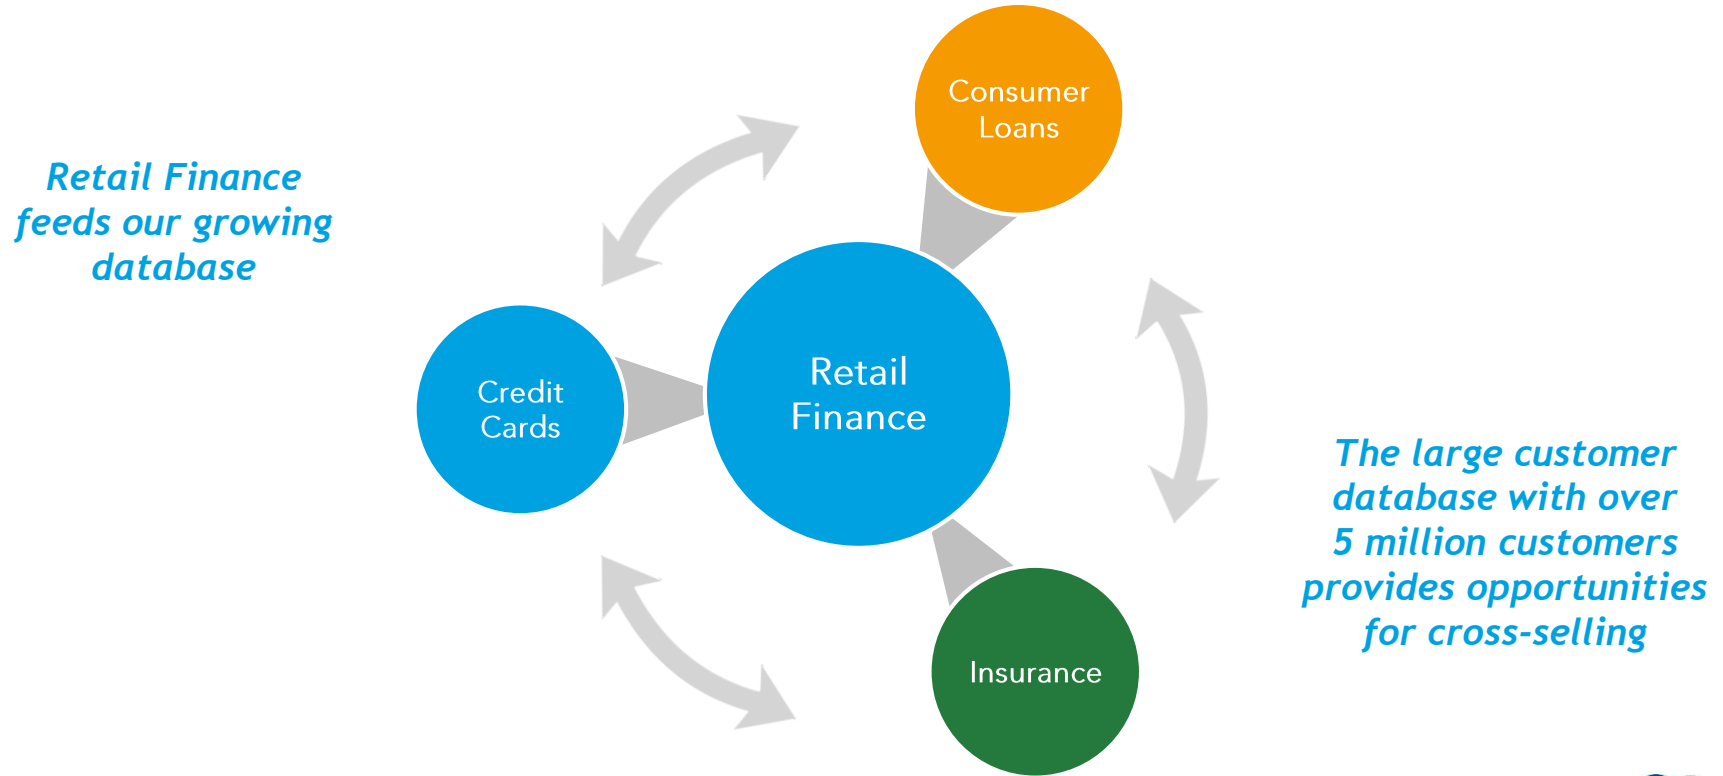 Retail Finance
feeds our growing
database
Consumer
Loans
Retail
Finance
Credit
Cards
Insurance
The large customer
database with over
5 million customers
provides opportunities
for cross-selling